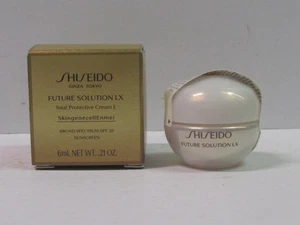 SHISEIDO
GINZA TOKYO
FUTURE SOLUTION LX
Total Protective Cream E
SkingenecellEnmei
BROAD SPECTRUM SPF 20
SUNSCREEN
6mL NET WT. .21 OZ.
SHISEIDO
FUTURE SOLUTION LX